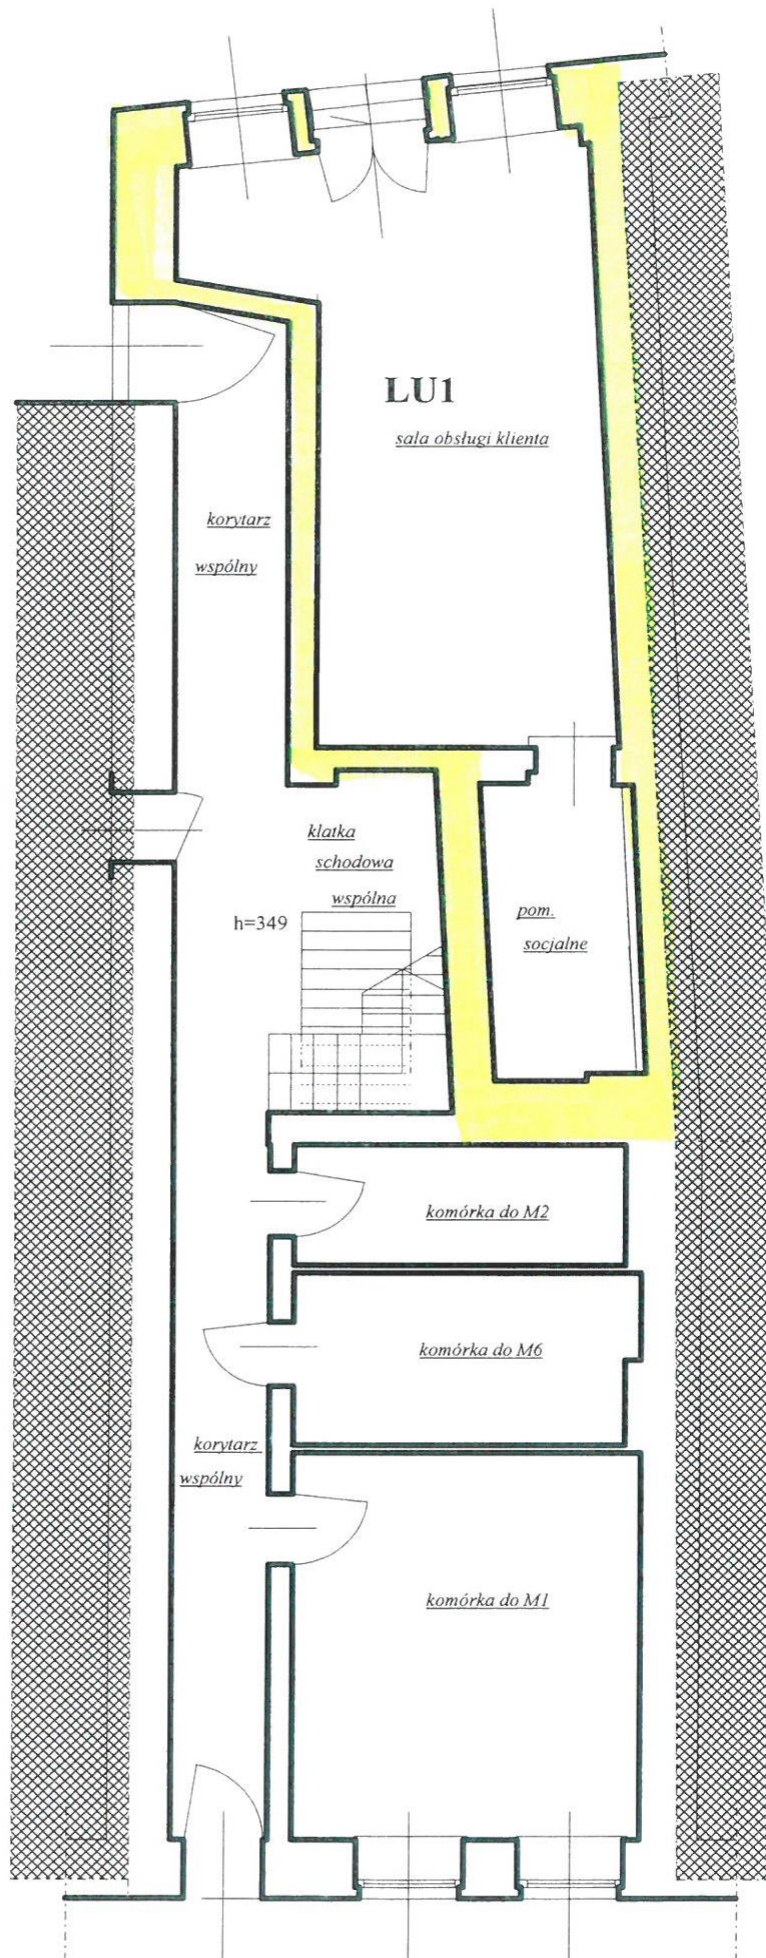 LU1
sala obsługi klienta
korytarz
wspólny
klatka
schodowa
wspólna
h=349
pom.
socjalne
komórka do M2
komórka do M6
korytarz
wspólny
komórka do M1